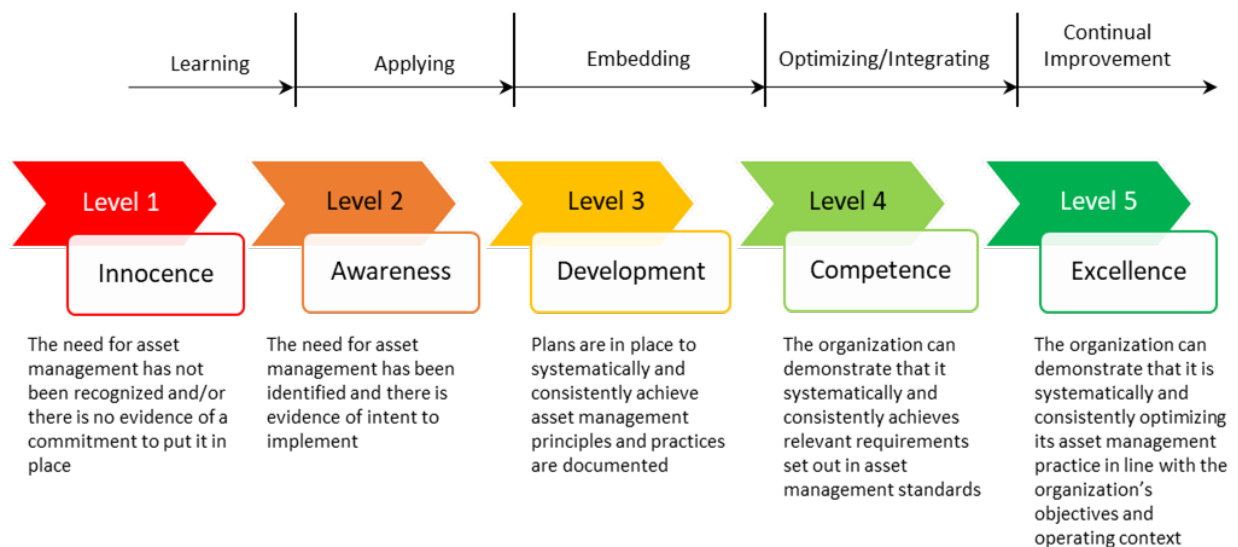 Learning
Applying
Embedding
Optimizing/Integrating
Continual
Improvement
Level 1
Innocence
Level 2
Awareness
Level 3
Development
Level 4
Competence
Level 5
Excellence
The need for asset
management has not
been recognized and/or
there is no evidence of a
commitment to put it in
place
The need for asset
management has been
identified and there is
evidence of intent to
implement
Plans are in place to
systematically and
consistently achieve
asset management
principles and practices
are documented
The organization can
demonstrate that it
systematically and
consistently achieves
relevant requirements
set out in asset
management standards
The organization can
demonstrate that it is
systematically and
consistently optimizing
its asset management
practice in line with the
organization's
objectives and
operating context